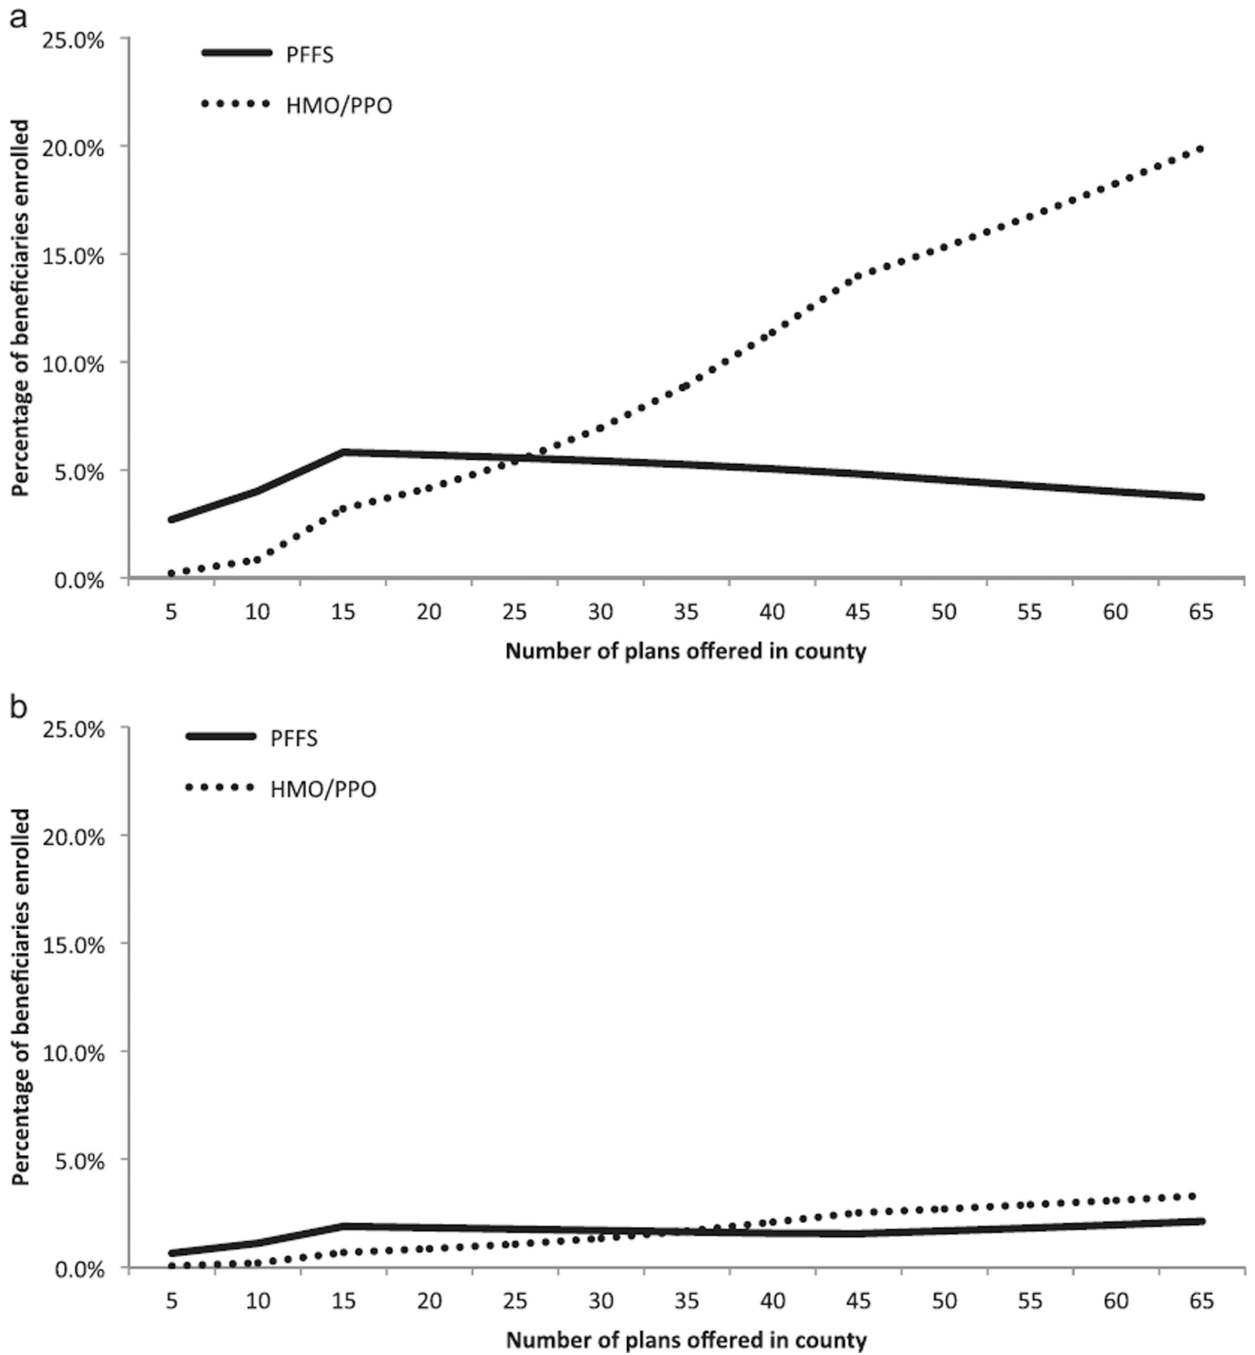 a
25.0%
20.0%
15.0%
10.0%
5.0%
0.0%
Percentage of beneficiaries enrolled
PFFS
HMO/PPO
5 10 15 20 25 30 35 40 45 50 55 60 65
Number of plans offered in county
b
25.0%
20.0%
15.0%
10.0%
5.0%
0.0%
Percentage of beneficiaries enrolled
PFFS
HMO/PPO
5 10 15 20 25 30 35 40 45 50 55 60 65
Number of plans offered in county